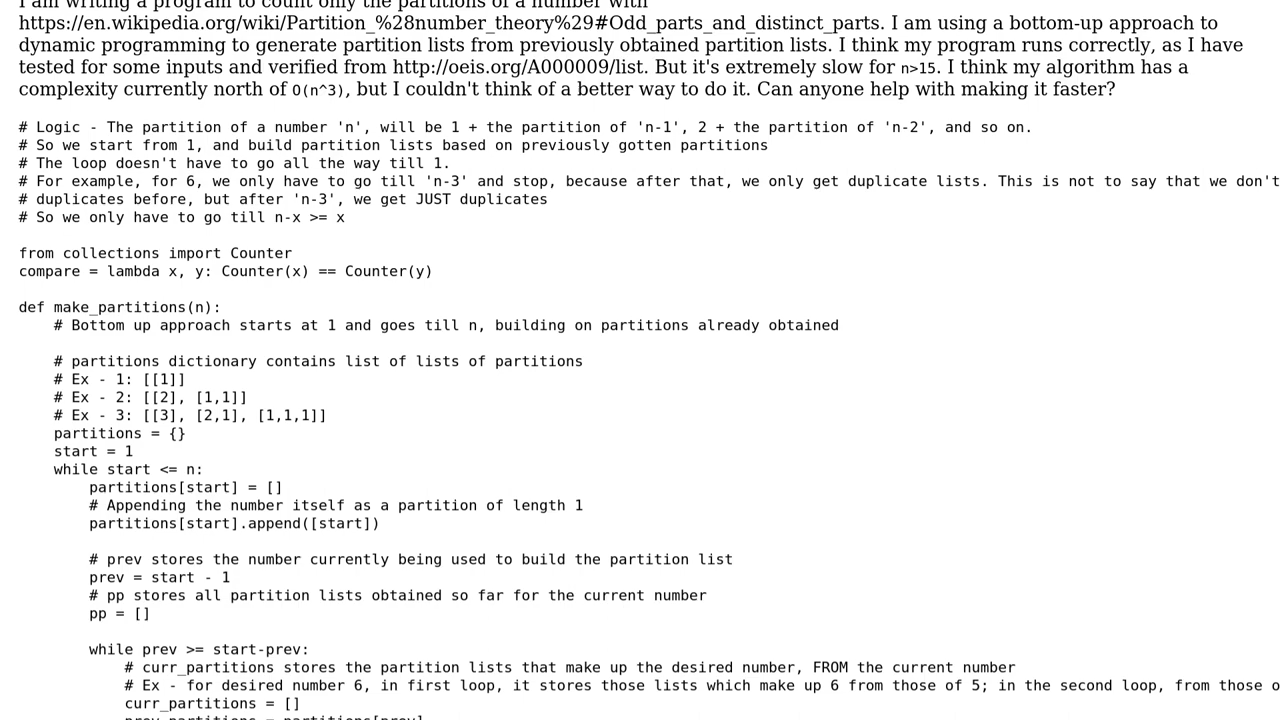 I am writing a program to count only the partitions of a number with
https://en.wikipedia.org/wiki/Partition_%28number_theory%29#Odd_parts_and_distinct_parts. I am using a bottom-up approach to
dynamic programming to generate partition lists from previously obtained partition lists. I think my program runs correctly, as I have
tested for some inputs and verified from http://oeis.org/A000009/list. But it's extremely slow for n>15. I think my algorithm has a
complexity currently north of O(n^3), but I couldn't think of a better way to do it. Can anyone help with making it faster?
# Logic - The partition of a number 'n', will be 1 + the partition of 'n-1', 2 + the partition of 'n-2', and so on.
# So we start from 1, and build partition lists based on previously gotten partitions
# The loop doesn't have to go all the way till 1.
# For example, for 6, we only have to go till 'n-3' and stop, because after that, we only get duplicate lists. This is not to say that we don't
# duplicates before, but after 'n-3', we get JUST duplicates
# So we only have to go till n-x >= x
from collections import Counter
compare = lambda x, y: Counter(x) == Counter(y)
def make_partitions(n):
# Bottom up approach starts at 1 and goes till n, building on partitions already obtained
# partitions dictionary contains list of lists of partitions
# Ex - 1: [[1]]
# Ex - 2: [[2], [1,1]]
# Ex - 3: [[3], [2,1], [1,1,1]]
partitions = {}
start = 1
while start <= n:
partitions[start] = []
# Appending the number itself as a partition of length 1
partitions[start].append([start])
# prev stores the number currently being used to build the partition list
prev = start - 1
# pp stores all partition lists obtained so far for the current number
pp = []
while prev >= start-prev:
# curr_partitions stores the partition lists that make up the desired number, FROM the current number
# Ex - for desired number 6, in first loop, it stores those lists which make up 6 from those of 5; in the second loop, from those o
curr_partitions = []
prev_partitions = partitions[prev]